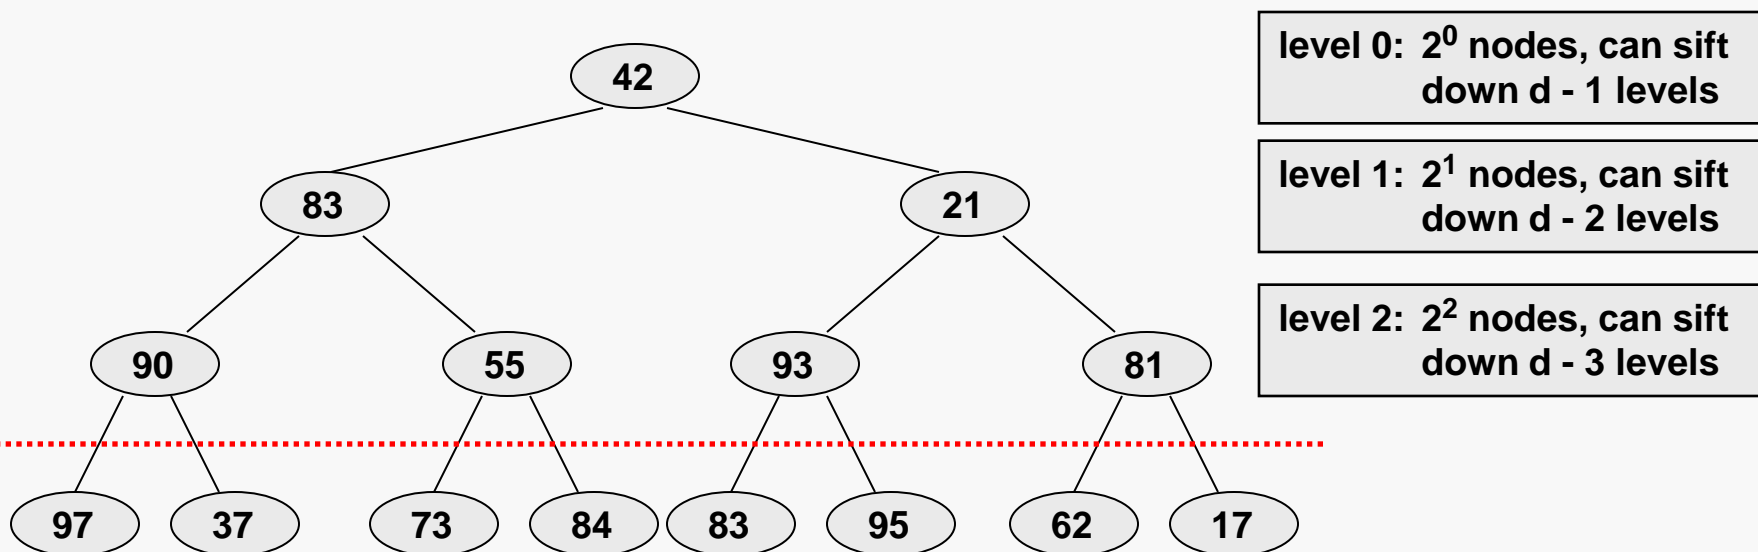 42
83 21
90 55 93 81
97 37 73 84 83 95 62 17
level 0: 2⁰ nodes, can sift
down d - 1 levels
level 1: 2¹ nodes, can sift
down d - 2 levels
level 2: 2² nodes, can sift
down d - 3 levels